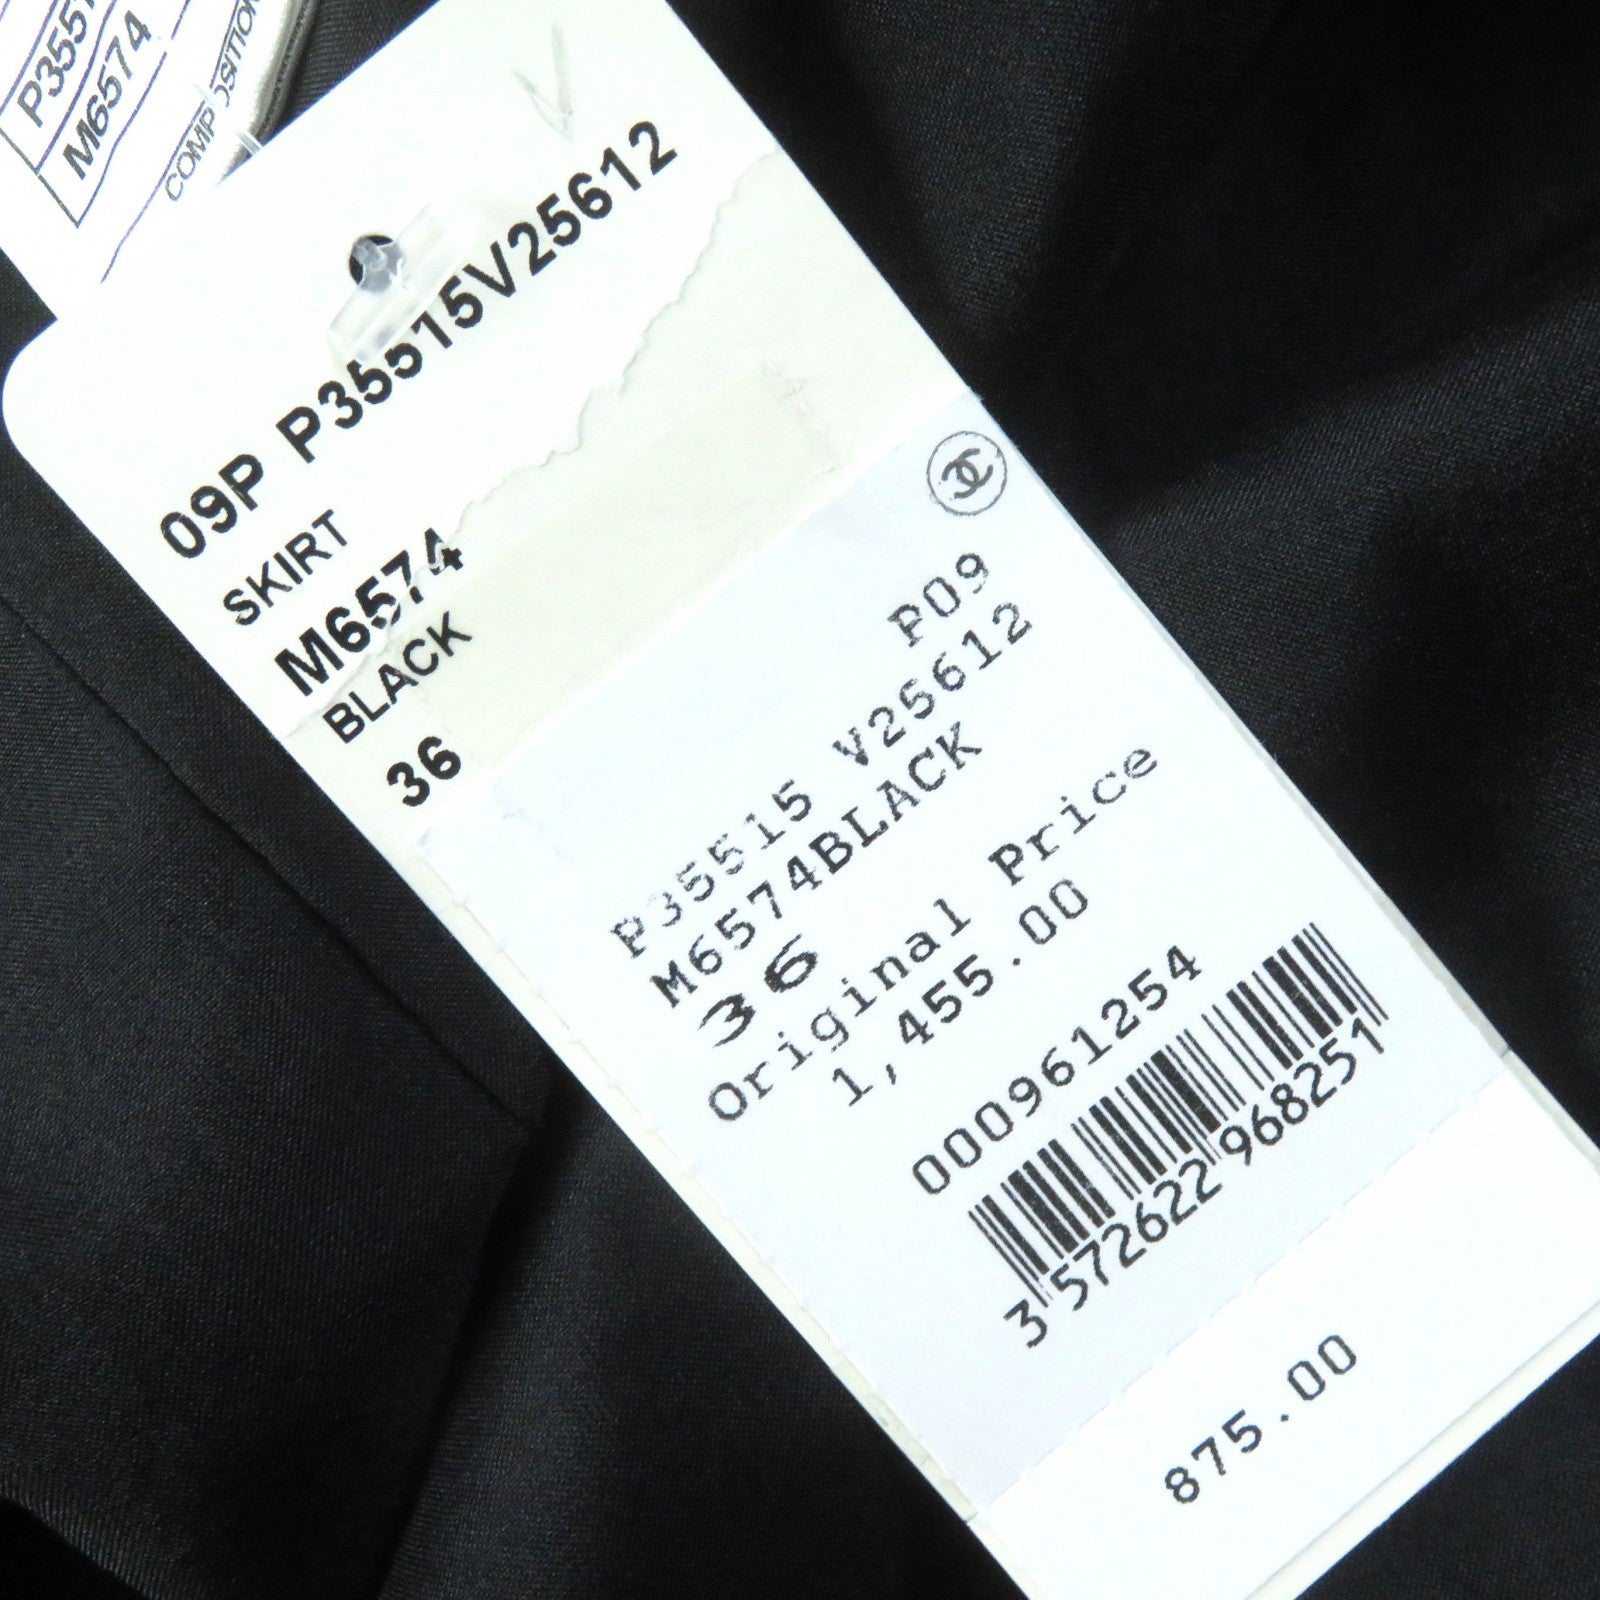 M6574
COMPOSITION
09P P35515V25612
SKIRT
M6574
BLACK
36
P09
P35515 V25612
M6574BLACK
36
Original Price
1,455.00
000961254
3 572622 968251
875.00